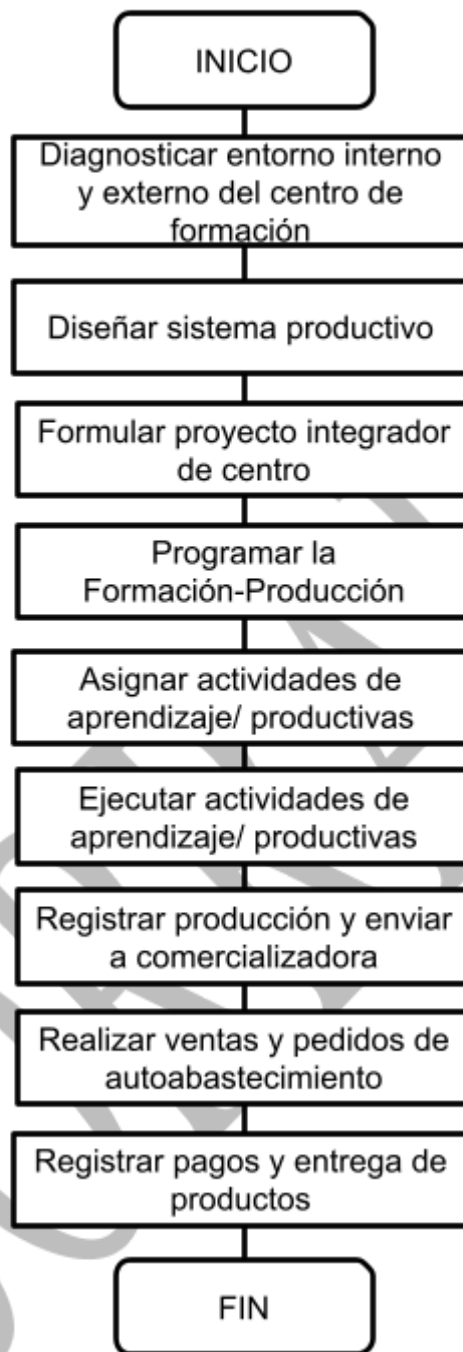 INICIO
Diagnosticar entorno interno
y externo del centro de
formación
Diseñar sistema productivo
Formular proyecto integrador
de centro
Programar la
Formación-Producción
Asignar actividades de
aprendizaje/ productivas
Ejecutar actividades de
aprendizaje/ productivas
Registrar producción y enviar
a comercializadora
Realizar ventas y pedidos de
autoabastecimiento
Registrar pagos y entrega de
productos
FIN